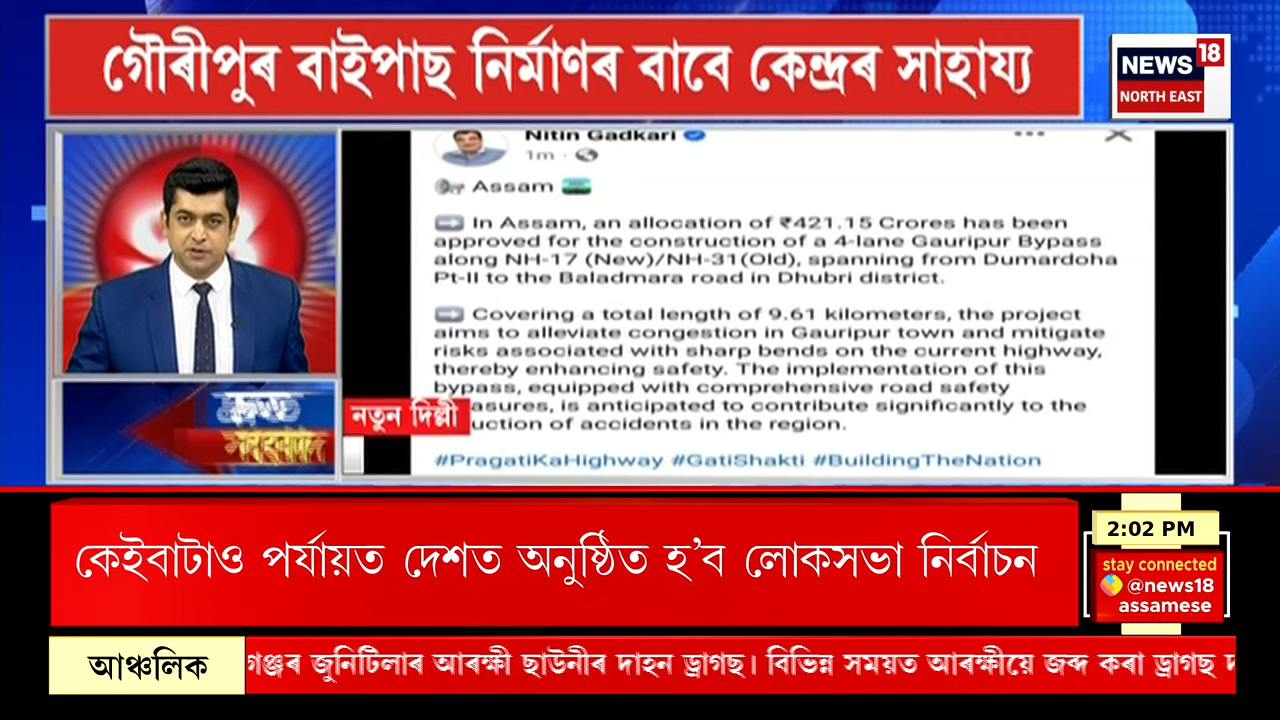 গৌৰীপুৰ বাইপাছ নিৰ্মাণৰ বাবে কেন্দ্ৰৰ সাহায্য
NEWS 18
NORTH EAST
Nitin Gadkari
1m
Assam
In Assam, an allocation of ₹421.15 Crores has been
approved for the construction of a 4-lane Gauripur Bypass
along NH-17 (New)/NH-31(Old), spanning from Dumardoha
Pt-II to the Baladmara road in Dhubri district.
Covering a total length of 9.61 kilometers, the project
aims to alleviate congestion in Gauripur town and mitigate
risks associated with sharp bends on the current highway,
thereby enhancing safety. The implementation of this
bypass, equipped with comprehensive road safety
asures, is anticipated to contribute significantly to the
uction of accidents in the region.
#PragatiKaHighway #GatiShakti #BuildingTheNation
নতুন দিল্লী
কেইবাটাও পৰ্যায়ত দেশত অনুষ্ঠিত হ’ব লোকসভা নিৰ্বাচন
2:02 PM
stay connected
@news18
assamese
আঞ্চলিক
গঞ্জৰ জুনিটিলাৰ আৰক্ষী ছাউনীৰ দাহন ড্ৰাগছ। বিভিন্ন সময়ত আৰক্ষীয়ে জব্দ কৰা ড্ৰাগছ